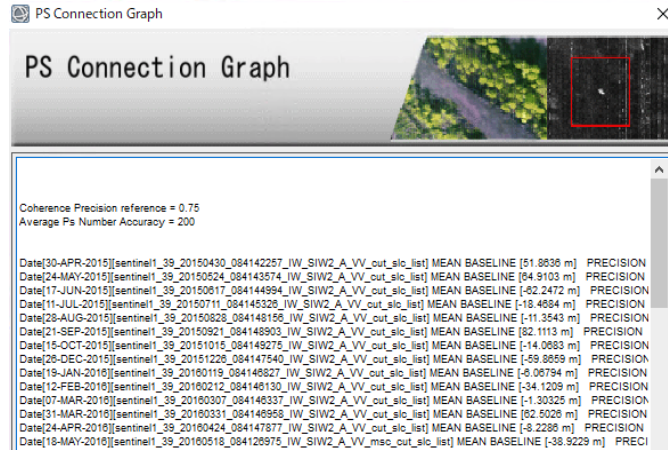 PS Connection Graph
PS Connection Graph
Coherence Precision reference = 0.75
Average Ps Number Accuracy = 200
Date[30-APR-2015][sentinel1_39_20150430_084142257_IW_SIW2_A_VV_cut_slc_list] MEAN BASELINE [51.8636 m] PRECISION
Date[24-MAY-2015][sentinel1_39_20150524_084143574_IW_SIW2_A_VV_cut_slc_list] MEAN BASELINE [64.9103 m] PRECISION
Date[17-JUN-2015][sentinel1_39_20150617_084144994_IW_SIW2_A_VV_cut_slc_list] MEAN BASELINE [-62.2472 m] PRECISION
Date[11-JUL-2015][sentinel1_39_20150711_084145326_IW_SIW2_A_VV_cut_slc_list] MEAN BASELINE [-18.4684 m] PRECISION
Date[28-AUG-2015][sentinel1_39_20150828_084148156_IW_SIW2_A_VV_cut_slc_list] MEAN BASELINE [-11.3543 m] PRECISION
Date[21-SEP-2015][sentinel1_39_20150921_084148903_IW_SIW2_A_VV_cut_slc_list] MEAN BASELINE [82.1113 m] PRECISION
Date[15-OCT-2015][sentinel1_39_20151015_084149275_IW_SIW2_A_VV_cut_slc_list] MEAN BASELINE [-14.0683 m] PRECISION
Date[26-DEC-2015][sentinel1_39_20151226_084147540_IW_SIW2_A_VV_cut_slc_list] MEAN BASELINE [-59.8659 m] PRECISION
Date[19-JAN-2016][sentinel1_39_20160119_084146827_IW_SIW2_A_VV_cut_slc_list] MEAN BASELINE [-6.06794 m] PRECISION
Date[12-FEB-2016][sentinel1_39_20160212_084146130_IW_SIW2_A_VV_cut_slc_list] MEAN BASELINE [-34.1209 m] PRECISION
Date[07-MAR-2016][sentinel1_39_20160307_084146337_IW_SIW2_A_VV_cut_slc_list] MEAN BASELINE [-1.30325 m] PRECISION
Date[31-MAR-2016][sentinel1_39_20160331_084146958_IW_SIW2_A_VV_cut_slc_list] MEAN BASELINE [62.5026 m] PRECISION
Date[24-APR-2016][sentinel1_39_20160424_084147877_IW_SIW2_A_VV_cut_slc_list] MEAN BASELINE [-8.2286 m] PRECISION
Date[18-MAY-2016][sentinel1_39_20160518_084126975_IW_SIW2_A_VV_msc_cut_slc_list] MEAN BASELINE [-38.9229 m] PRECI